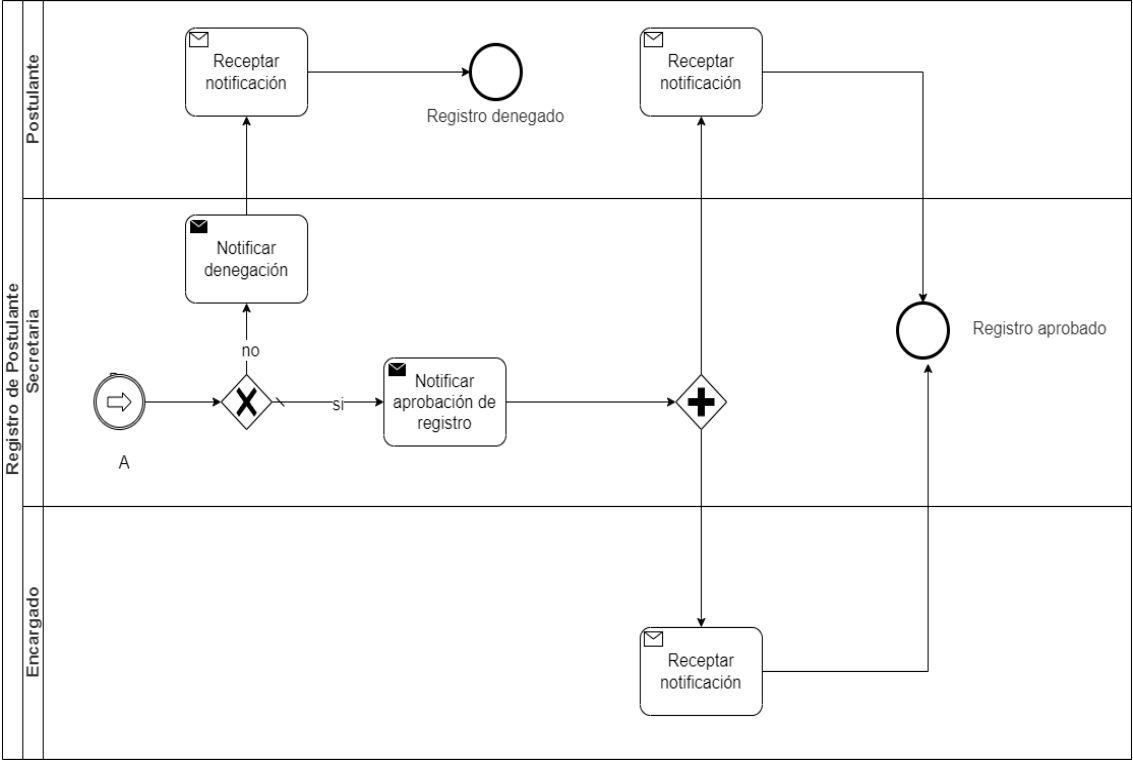 Registro de Postulante
Postulante
Receptar
notificación
Registro denegado
Receptar
notificación
Secretaria
Notificar
denegación
no
A
si
Notificar
aprobación de
registro
Registro aprobado
Encargado
Receptar
notificación